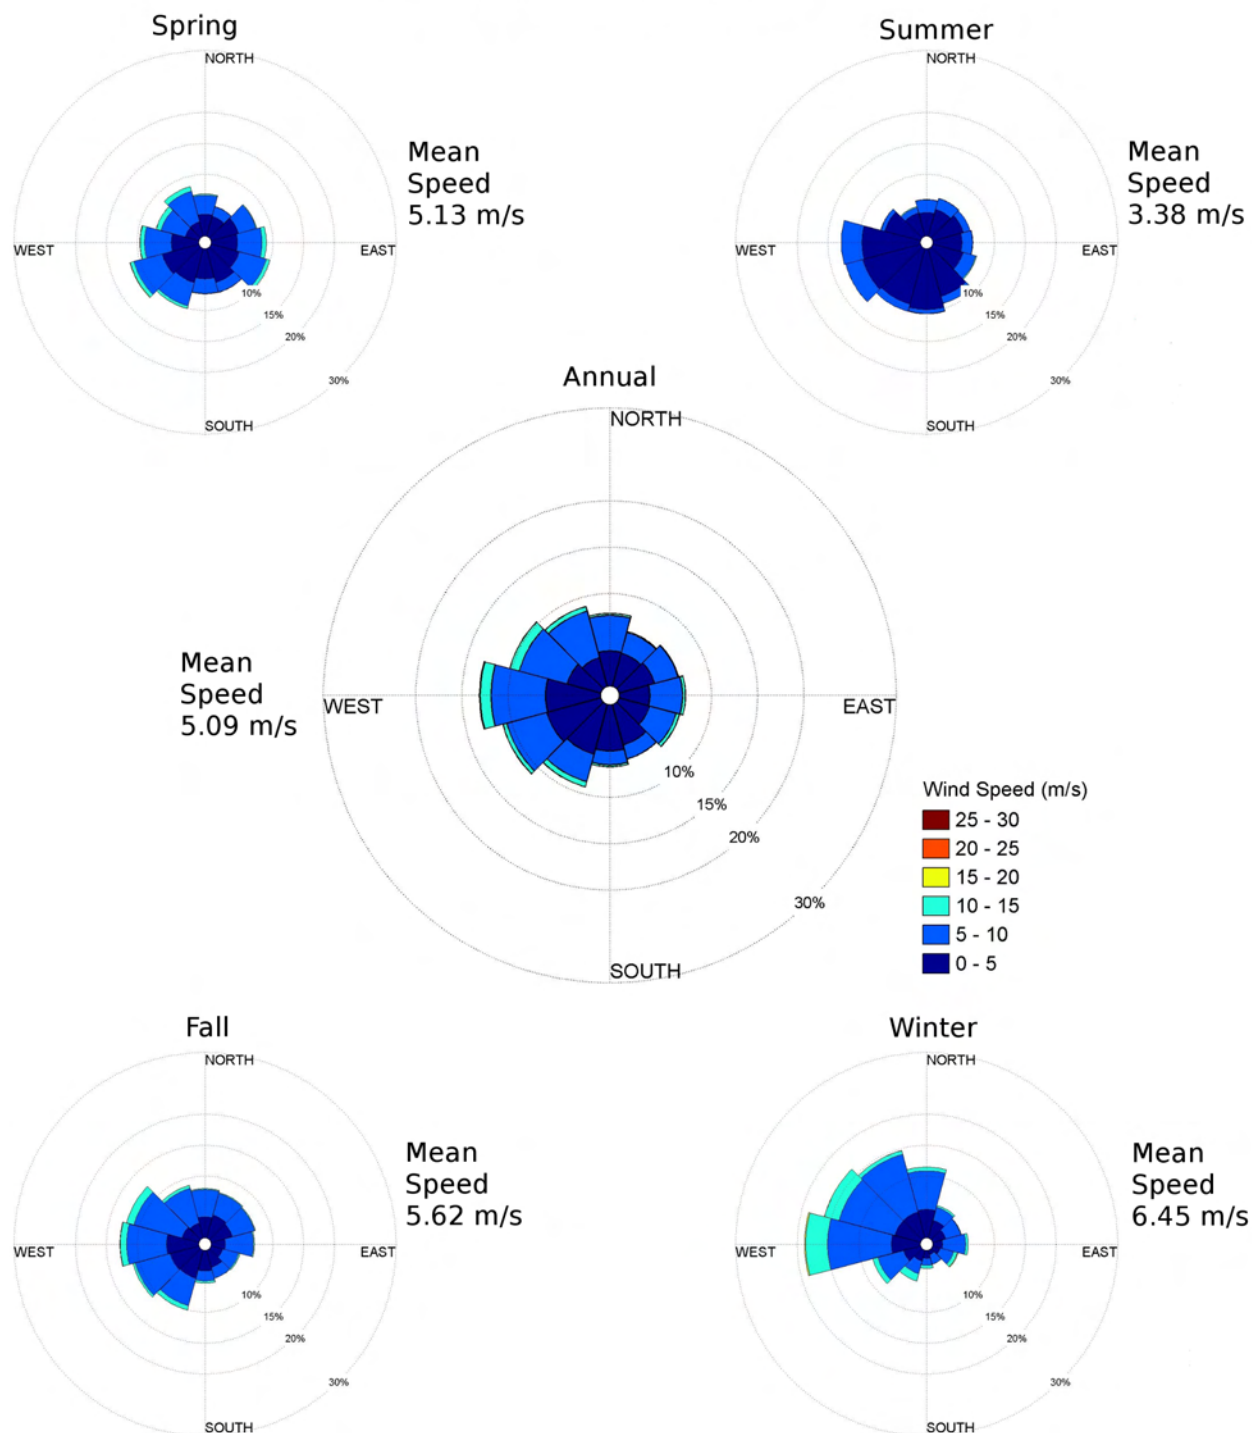 Spring
NORTH
WEST
EAST
SOUTH
10%
15%
20%
30%
Mean
Speed
5.13 m/s
Summer
NORTH
WEST
EAST
SOUTH
10%
15%
20%
30%
Mean
Speed
3.38 m/s
Annual
NORTH
WEST
EAST
SOUTH
10%
15%
20%
30%
Mean
Speed
5.09 m/s
Wind Speed (m/s)
25 - 30
20 - 25
15 - 20
10 - 15
5 - 10
0 - 5
Fall
NORTH
WEST
EAST
SOUTH
10%
15%
20%
30%
Mean
Speed
5.62 m/s
Winter
NORTH
WEST
EAST
SOUTH
10%
15%
20%
30%
Mean
Speed
6.45 m/s